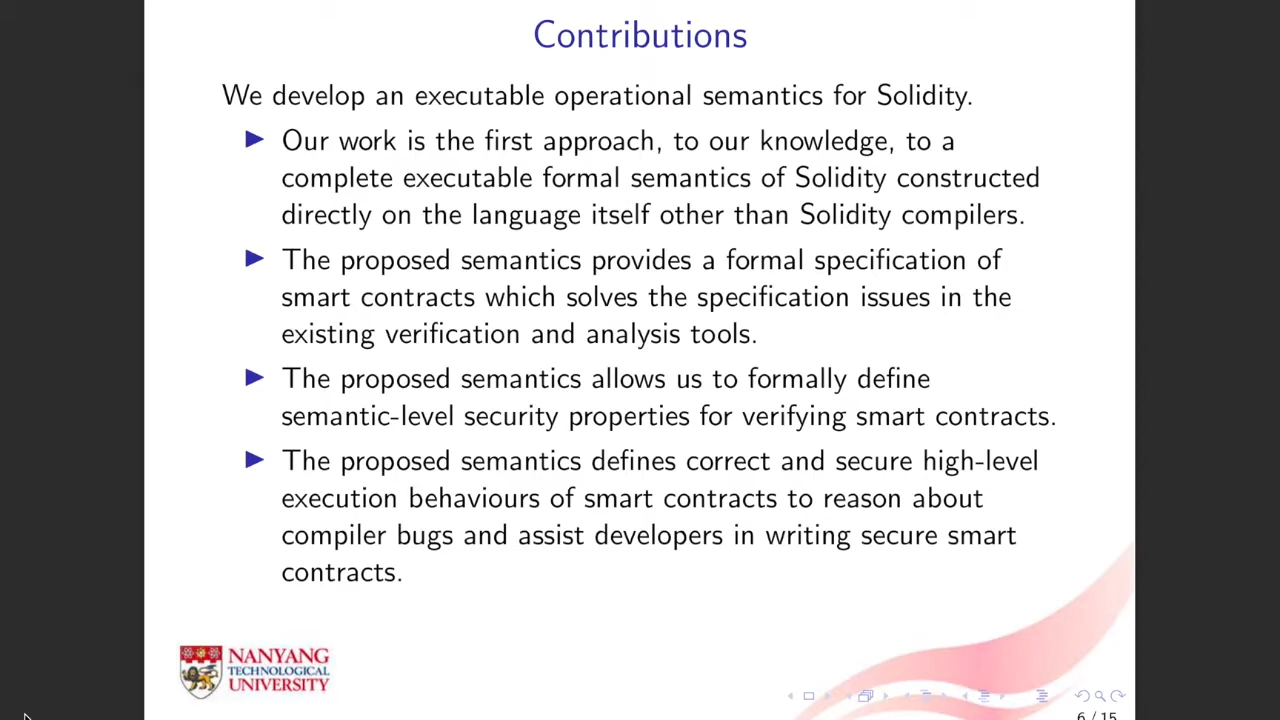 Contributions
We develop an executable operational semantics for Solidity.
Our work is the first approach, to our knowledge, to a
complete executable formal semantics of Solidity constructed
directly on the language itself other than Solidity compilers.
The proposed semantics provides a formal specification of
smart contracts which solves the specification issues in the
existing verification and analysis tools.
The proposed semantics allows us to formally define
semantic-level security properties for verifying smart contracts.
The proposed semantics defines correct and secure high-level
execution behaviours of smart contracts to reason about
compiler bugs and assist developers in writing secure smart
contracts.
NANYANG
TECHNOLOGICAL
UNIVERSITY
6 / 15